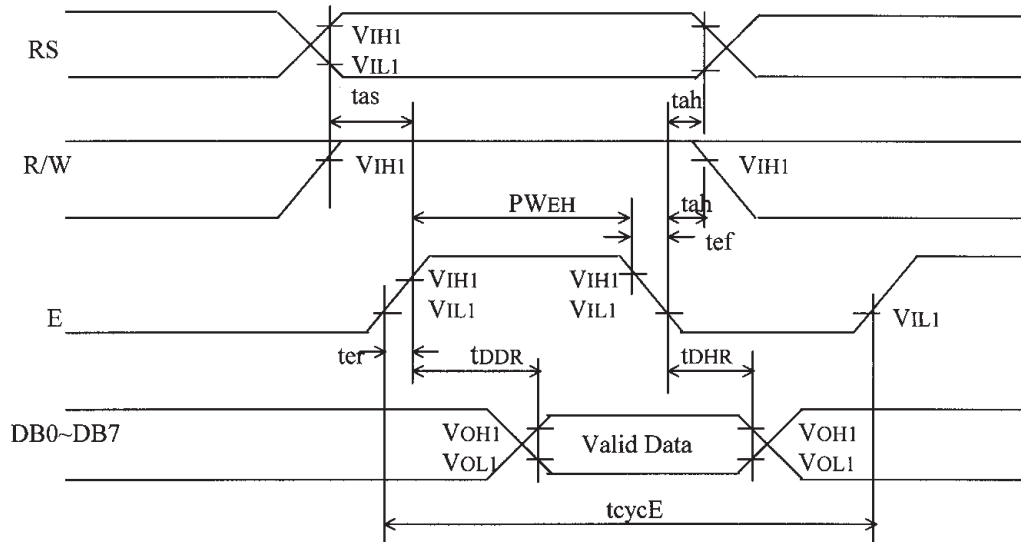 RS
VIH1
VIL1
tas
tah
R/W
VIH1
VIH1
PWEH
tah
tef
VIH1
VIL1
VIH1
VIL1
E
VIL1
ter
tDDR
tDHR
DB0~DB7
VOH1
VOL1
Valid Data
VOH1
VOL1
tcycE